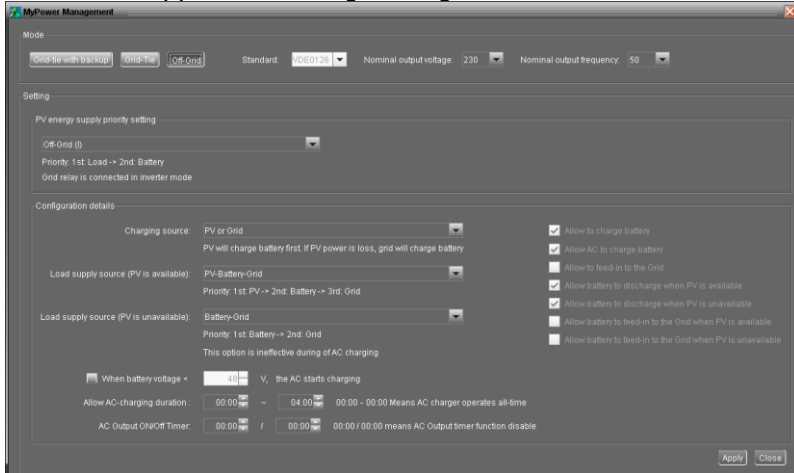 MyPower Management
Mode
Grid-tie with backup Grid-Tie Off-Grid Standard: VDE0126 Nominal output voltage: 230 Nominal output frequency: 50
Setting
PV energy supply priority setting
Off-Grid (I)
Priority: 1st: Load -> 2nd: Battery
Grid relay is connected in inverter mode
Configuration details
Charging source: PV or Grid
PV will charge battery first. If PV power is loss, grid will charge battery
Load supply source (PV is available): PV-Battery-Grid
Priority: 1st: PV -> 2nd: Battery -> 3rd: Grid
Load supply source (PV is unavailable): Battery-Grid
Priority: 1st: Battery-> 2nd: Grid
This option is ineffective during of AC charging
Allow to charge battery
Allow AC to charge battery
Allow to feed-in to the Grid
Allow battery to discharge when PV is available
Allow battery to discharge when PV is unavailable
Allow battery to feed-in to the Grid when PV is available
Allow battery to feed-in to the Grid when PV is unavailable
When battery voltage < 48 V, the AC starts charging
Allow AC-charging duration : 00:00 ~ 04:00 00:00 - 00:00 Means AC charger operates all-time
AC Output ON/Off Timer: 00:00 / 00:00 00:00 / 00:00 means AC Output timer function disable
Apply Close